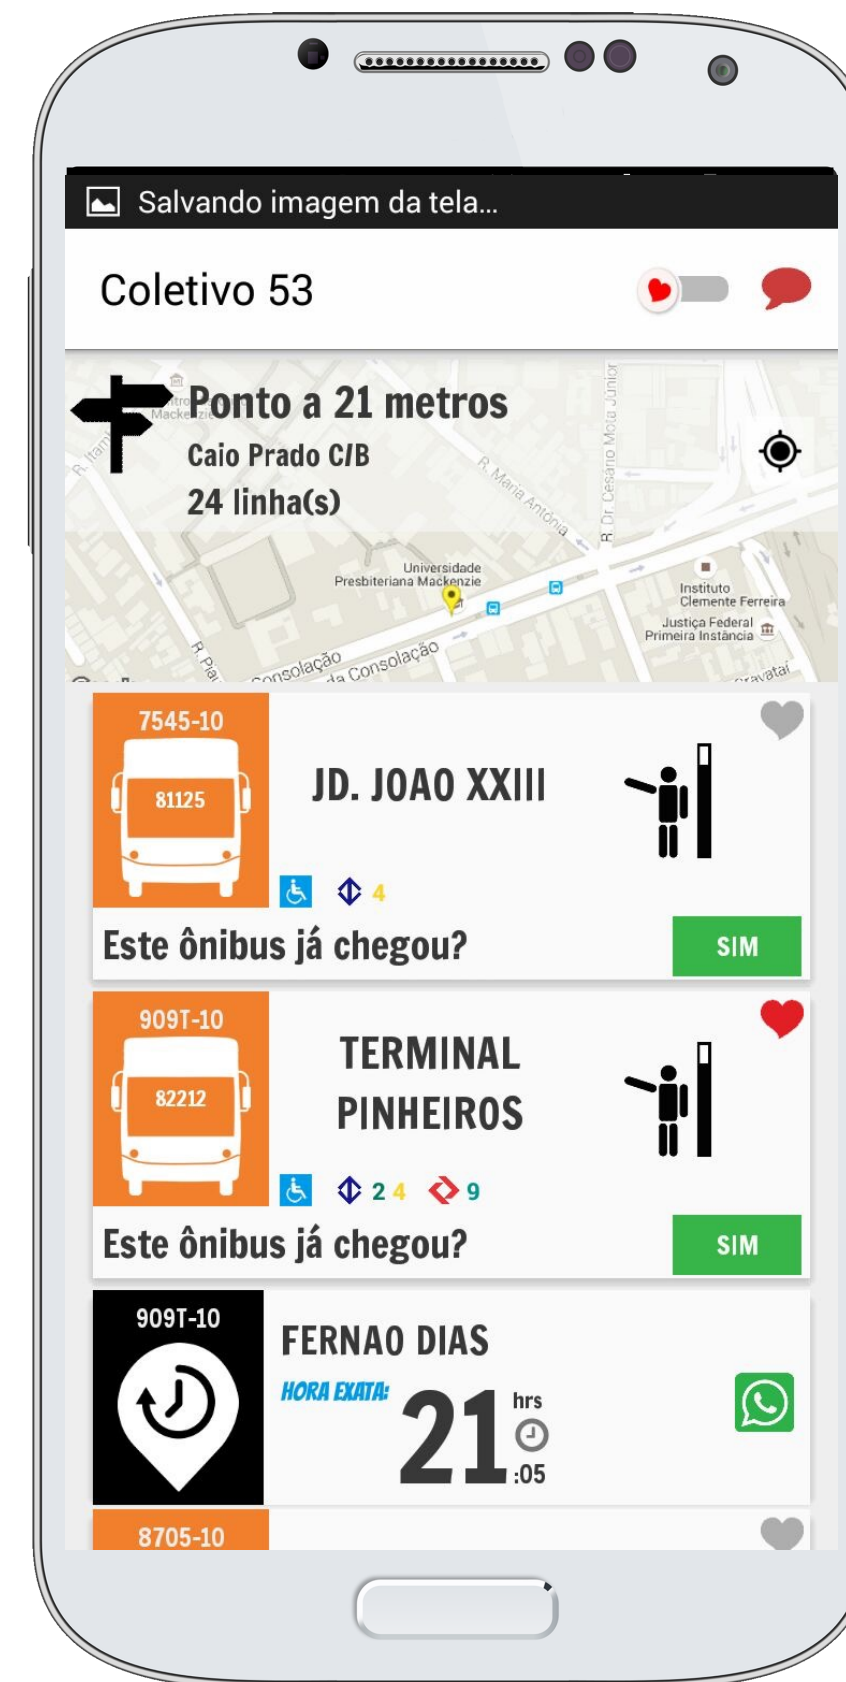 Salvando imagem da tela...
Coletivo 53
Ponto a 21 metros
Caio Prado C/B
24 linha(s)
R. Maria Antônia
R. Dr. Cesário Mota Júnior
Universidade
Presbiteriana Mackenzie
Instituto
Clemente Ferreira
Justiça Federal
Primeira Instância
Consolação
da Consolação
7545-10
81125
JD. JOAO XXIII
4
Este ônibus já chegou?
SIM
909T-10
82212
TERMINAL
PINHEIROS
2 4 9
Este ônibus já chegou?
SIM
909T-10
FERNAO DIAS
HORA EXATA:
21 hrs
:05
8705-10